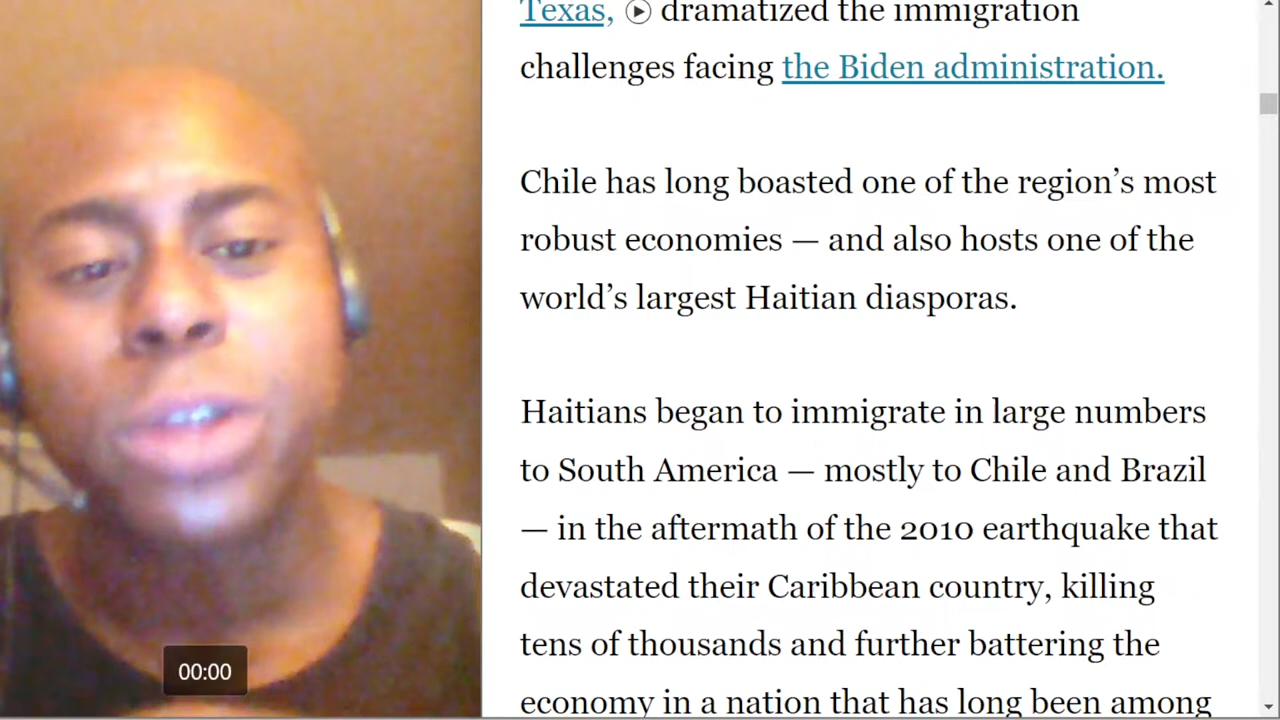 Texas, dramatized the immigration
challenges facing the Biden administration.
Chile has long boasted one of the region’s most
robust economies — and also hosts one of the
world’s largest Haitian diasporas.
Haitians began to immigrate in large numbers
to South America — mostly to Chile and Brazil
— in the aftermath of the 2010 earthquake that
devastated their Caribbean country, killing
tens of thousands and further battering the
economy in a nation that has long been among
00:00